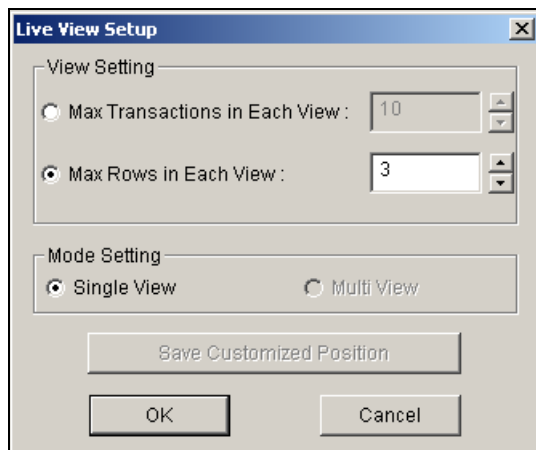 Live View Setup
View Setting
Max Transactions in Each View : 10
Max Rows in Each View : 3
Mode Setting
Single View Multi View
Save Customized Position
OK Cancel